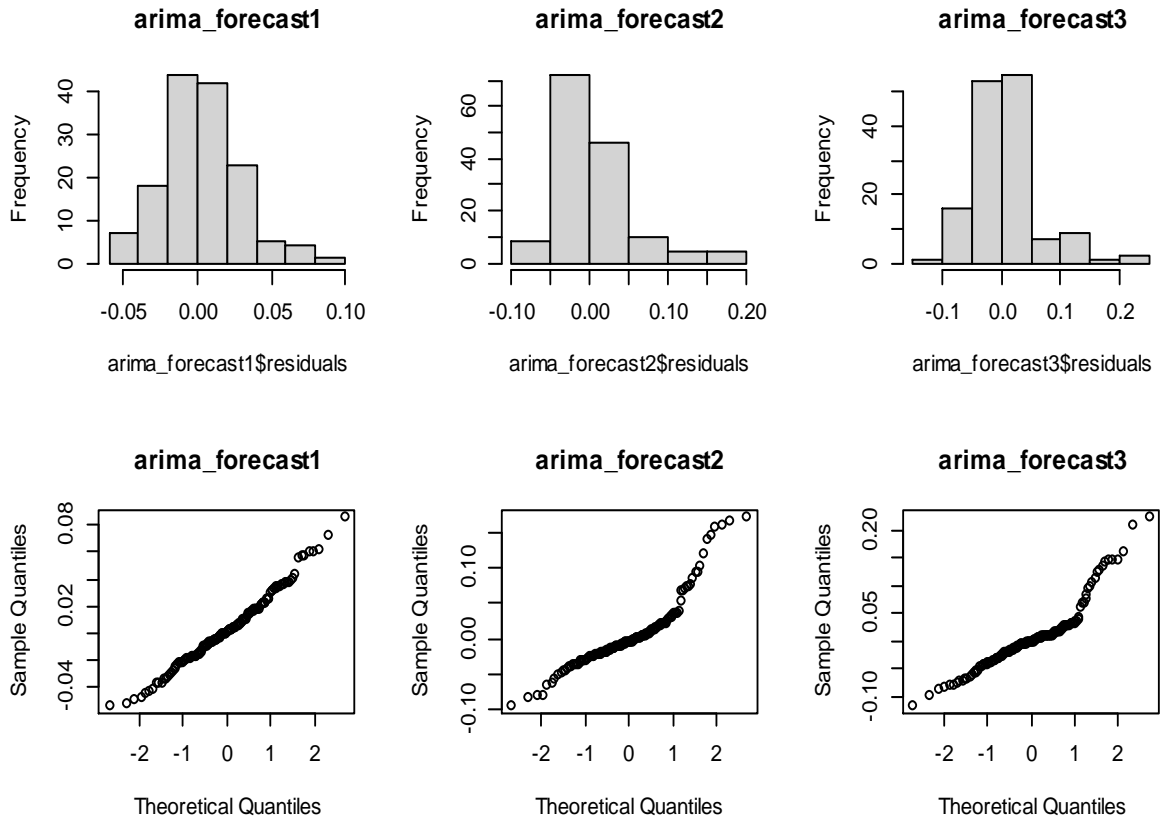 arima_forecast1 arima_forecast2 arima_forecast3
Frequency Frequency Frequency
0 10 20 30 40
0 20 40 60
0 20 40
-0.05 0.00 0.05 0.10
-0.10 0.00 0.10 0.20
-0.1 0.0 0.1 0.2
arima_forecast1$residuals arima_forecast2$residuals arima_forecast3$residuals
arima_forecast1 arima_forecast2 arima_forecast3
Sample Quantiles Sample Quantiles Sample Quantiles
-0.04 0.02 0.08
-0.10 0.00 0.10
-0.10 0.05 0.20
-2 -1 0 1 2
-2 -1 0 1 2
-2 -1 0 1 2
Theoretical Quantiles Theoretical Quantiles Theoretical Quantiles